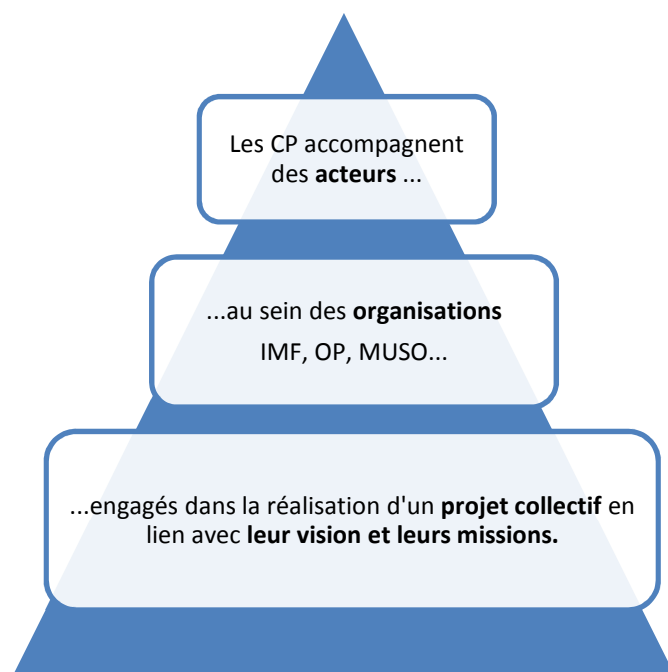 Les CP accompagnent
des acteurs ...
...au sein des organisations
IMF, OP, MUSO...
...engagés dans la réalisation d'un projet collectif en
lien avec leur vision et leurs missions.